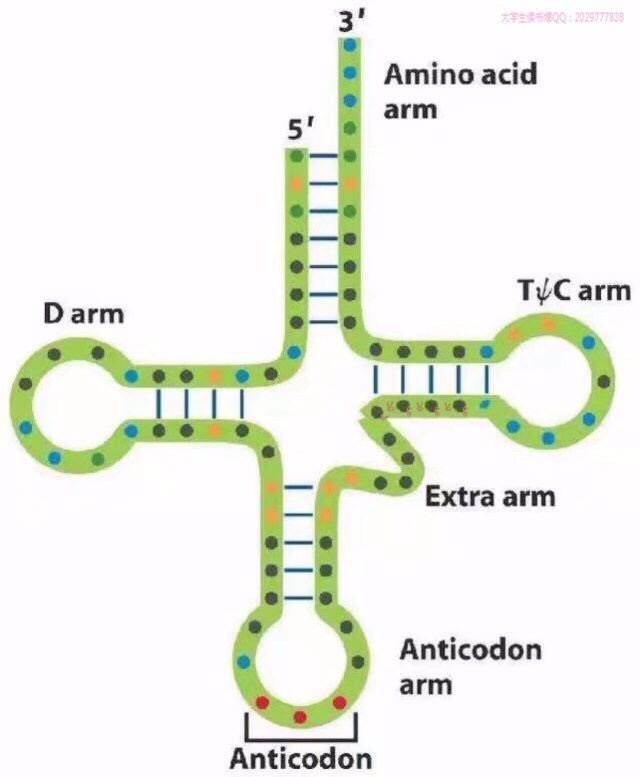 大学生读书墙QQ：2029777828
3′
Amino acid
arm
5′
TψC arm
D arm
Extra arm
Anticodon
arm
Anticodon